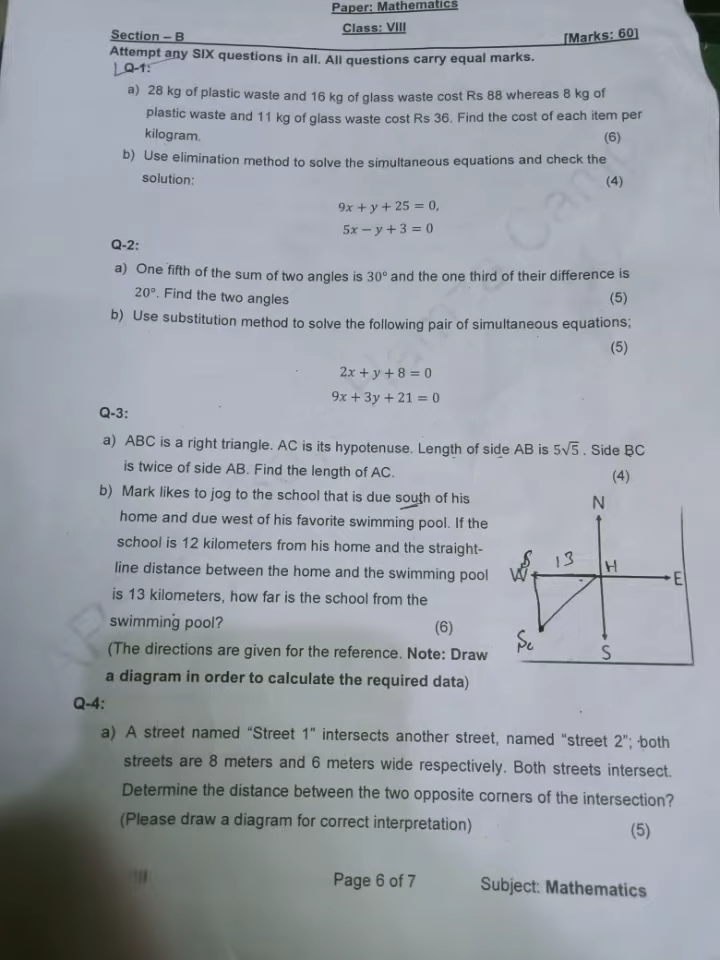 Paper: Mathematics
Class: VIII
Section – B [Marks: 60]
Attempt any SIX questions in all. All questions carry equal marks.
Q-1:
a) 28 kg of plastic waste and 16 kg of glass waste cost Rs 88 whereas 8 kg of
plastic waste and 11 kg of glass waste cost Rs 36. Find the cost of each item per
kilogram. (6)
b) Use elimination method to solve the simultaneous equations and check the
solution: (4)
9x + y + 25 = 0,
5x − y + 3 = 0
Q-2:
a) One fifth of the sum of two angles is 30° and the one third of their difference is
20°. Find the two angles (5)
b) Use substitution method to solve the following pair of simultaneous equations;
(5)
2x + y + 8 = 0
9x + 3y + 21 = 0
Q-3:
a) ABC is a right triangle. AC is its hypotenuse. Length of side AB is 5√5 . Side BC
is twice of side AB. Find the length of AC. (4)
b) Mark likes to jog to the school that is due south of his
home and due west of his favorite swimming pool. If the
school is 12 kilometers from his home and the straight-
line distance between the home and the swimming pool
is 13 kilometers, how far is the school from the
swimming pool? (6)
(The directions are given for the reference. Note: Draw
a diagram in order to calculate the required data)
N
13 H
W E
Sc
S
Q-4:
a) A street named “Street 1” intersects another street, named “street 2”; both
streets are 8 meters and 6 meters wide respectively. Both streets intersect.
Determine the distance between the two opposite corners of the intersection?
(Please draw a diagram for correct interpretation) (5)
Page 6 of 7 Subject: Mathematics